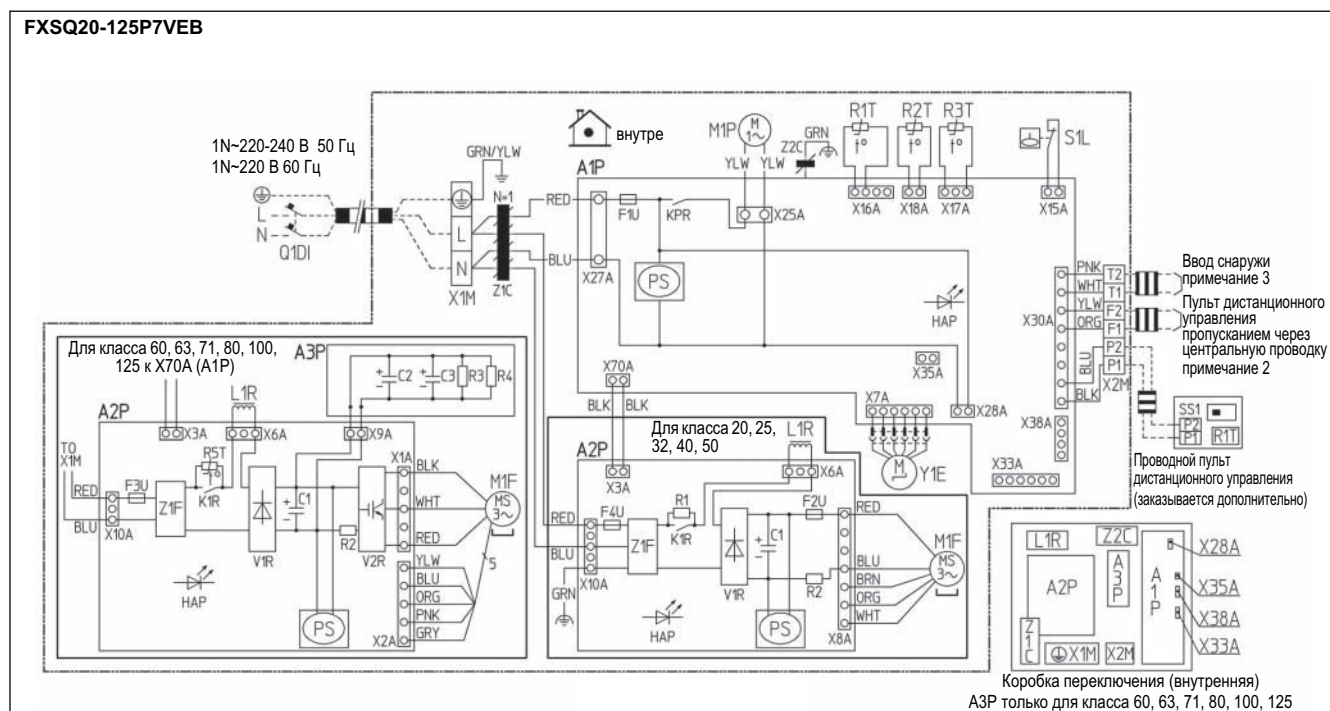 FXSQ20-125P7VEB
1N~220-240 В 50 Гц
1N~220 В 60 Гц
L
N
Q1DI
внутре
GRN/YLW
N=1
L
N
X1M
Z1C
RED
BLU
A1P
X27A
F1U
KPR
PS
M1P
M
1~
YLW
YLW
X25A
Z2C
GRN
R1T
t°
X16A
R2T
t°
X18A
R3T
t°
X17A
S1L
X15A
HAP
X30A
PNK
WHT
YLW
ORG
BLU
BLK
T2
T1
F2
F1
P2
P1
X2M
Ввод снаружи
примечание 3
Пульт дистанционного
управления
пропусканием через
центральную проводку
примечание 2
SS1
P2
P1
R1T
Проводной пульт
дистанционного управления
(заказывается дополнительно)
X35A
X28A
X38A
X33A
X70A
BLK
BLK
X7A
M
Y1E
Для класса 60, 63, 71, 80, 100,
125 к X70A (A1P)
A3P
C2
C3
R3
R4
A2P
L1R
X3A
X6A
X9A
TO
X1M
RED
BLU
X10A
F3U
Z1F
R5T
K1R
V1R
C1
R2
V2R
X1A
BLK
WHT
RED
M1F
MS
3~
5
YLW
BLU
ORG
PNK
GRY
X2A
HAP
PS
Для класса 20, 25,
32, 40, 50
A2P
X3A
L1R
X6A
RED
BLU
GRN
X10A
F4U
Z1F
R1
K1R
V1R
C1
F2U
R2
RED
BLU
BRN
ORG
WHT
X8A
M1F
MS
3~
HAP
PS
L1R
Z2C
A2P
A3P
A1P
Z1C
X1M
X2M
X28A
X35A
X38A
X33A
Коробка переключения (внутренняя)
A3P только для класса 60, 63, 71, 80, 100, 125